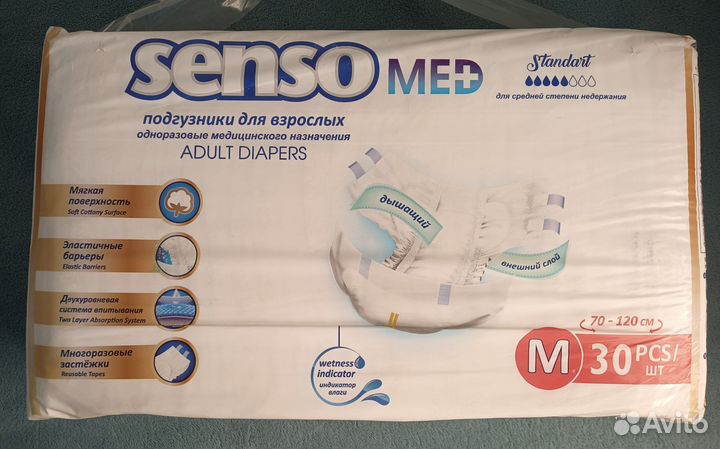 senso MED
Standart
для средней степени недержания
подгузники для взрослых
одноразовые медицинского назначения
ADULT DIAPERS
Мягкая
поверхность
Soft Cottony Surface
Эластичные
барьеры
Elastic Barriers
Двухуровневая
система впитывания
Two Layer Absorption System
Многоразовые
застёжки
Reusable Tapes
дышащий
внешний слой
wetness
indicator
индикатор
влаги
70 - 120 см
M 30 PCS/
шт
Avito